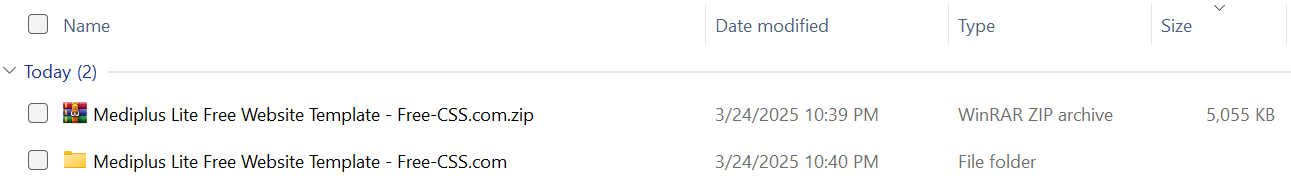 Name Date modified Type Size
Today (2)
Mediplus Lite Free Website Template - Free-CSS.com.zip 3/24/2025 10:39 PM WinRAR ZIP archive 5,055 KB
Mediplus Lite Free Website Template - Free-CSS.com 3/24/2025 10:40 PM File folder